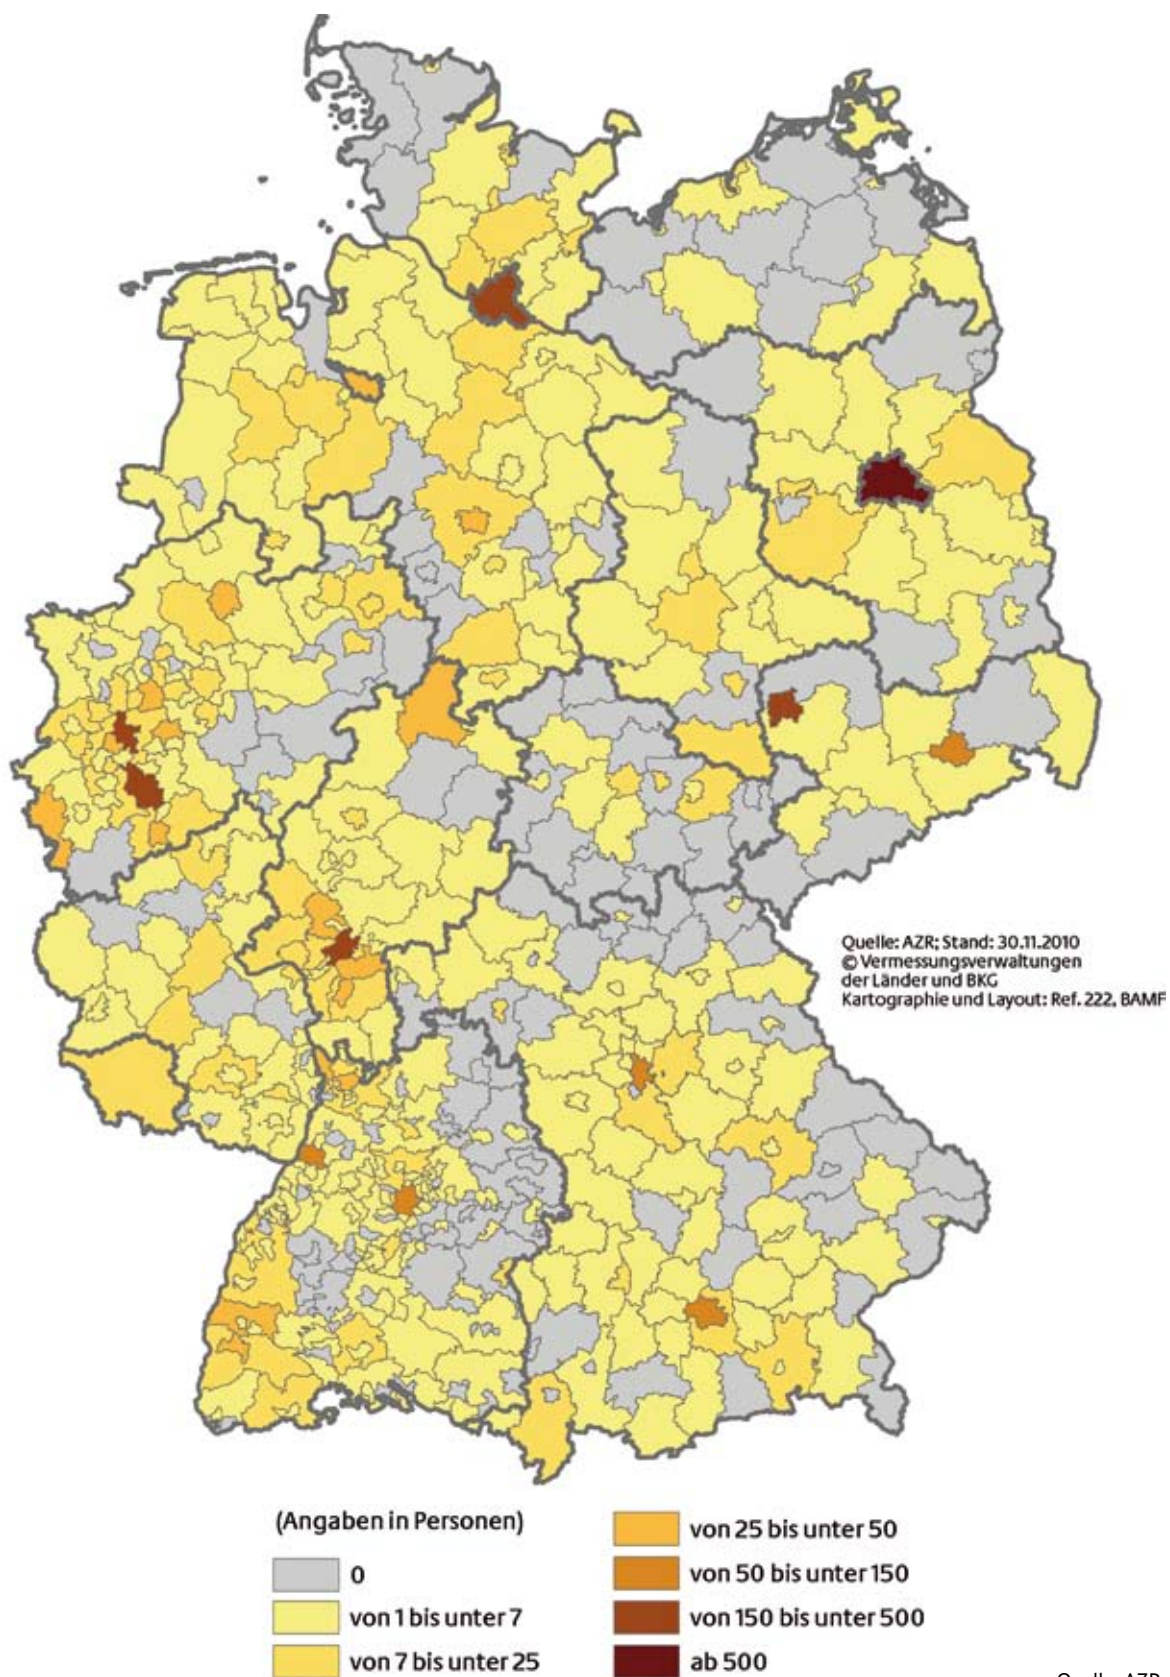 Quelle: AZR; Stand: 30.11.2010
© Vermessungsverwaltungen
der Länder und BKG
Kartographie und Layout: Ref. 222, BAMF
(Angaben in Personen)
0
von 1 bis unter 7
von 7 bis unter 25
von 25 bis unter 50
von 50 bis unter 150
von 150 bis unter 500
ab 500